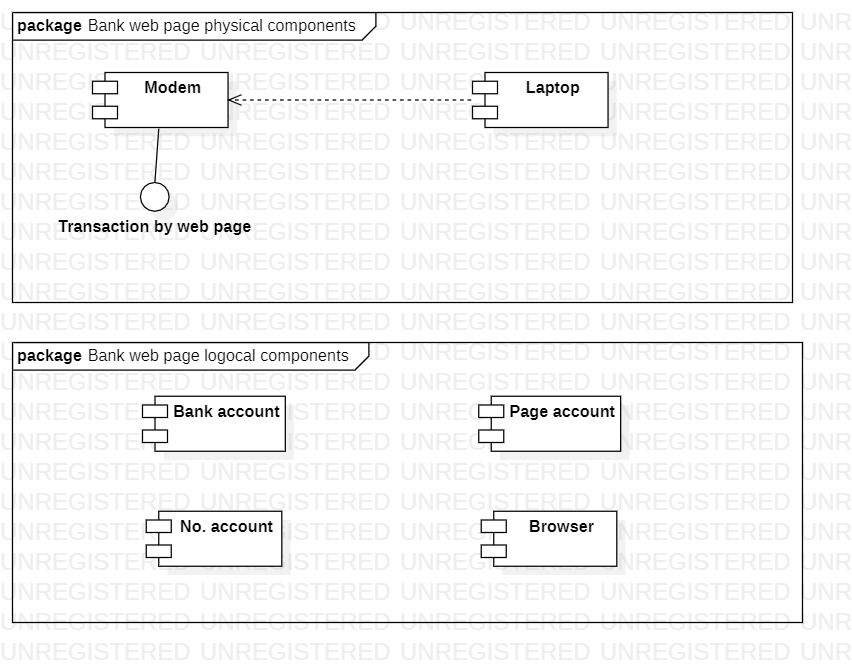 package Bank web page physical components
Modem
Laptop
Transaction by web page
package Bank web page logocal components
Bank account
Page account
No. account
Browser
UNREGISTERED